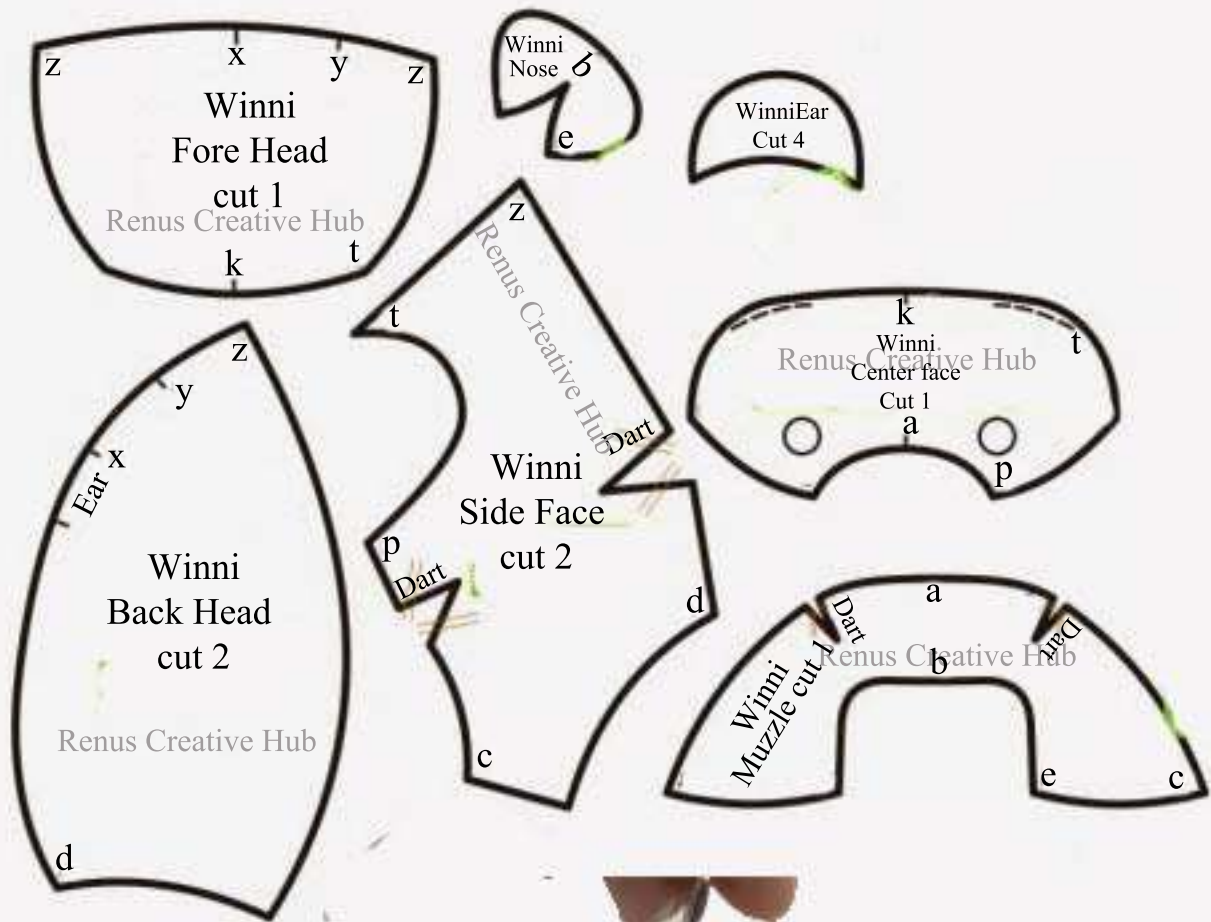 z
x
y
z
Winni
Fore Head
cut 1
Renus Creative Hub
k
t
Winni
Nose
b
e
WinniEar
Cut 4
z
Renus Creative Hub
t
Dart
Winni
Side Face
cut 2
p
Dart
d
c
k
t
Winni
Renus Creative Hub
Center face
Cut 1
a
p
z
y
x
Ear
Winni
Back Head
cut 2
Renus Creative Hub
d
a
Dart
Dart
Renus Creative Hub
b
Winni
Muzzle cut 1
e
c